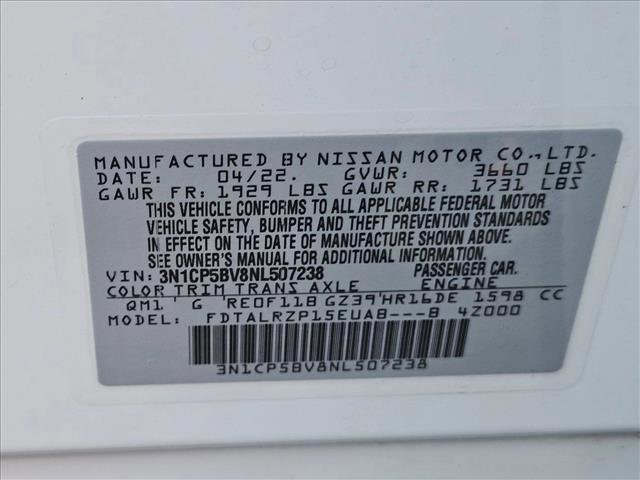 MANUFACTURED BY NISSAN MOTOR CO., LTD.
DATE: 04/22. GVWR: 3660 LBS
GAWR FR: 1929 LBS GAWR RR: 1731 LBS
THIS VEHICLE CONFORMS TO ALL APPLICABLE FEDERAL MOTOR
VEHICLE SAFETY, BUMPER AND THEFT PREVENTION STANDARDS
IN EFFECT ON THE DATE OF MANUFACTURE SHOWN ABOVE.
SEE OWNER'S MANUAL FOR ADDITIONAL INFORMATION.
VIN: 3N1CP5BV8NL507238 PASSENGER CAR.
COLOR TRIM TRANS AXLE ENGINE
QM1' G 'RE0F11B GZ39'HR16DE 1598 CC
MODEL: FDTALRZP15EUAB---B 4Z000
3N1CP5BV8NL507238